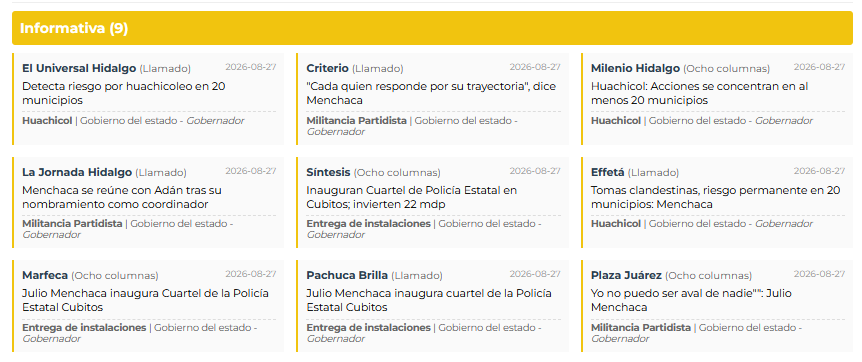 Informativa (9)
El Universal Hidalgo (Llamado) 2026-08-27
Detecta riesgo por huachicoleo en 20
municipios
Huachicol | Gobierno del estado - Gobernador
Criterio (Llamado) 2026-08-27
"Cada quien responde por su trayectoria", dice
Menchaca
Militancia Partidista | Gobierno del estado -
Gobernador
Milenio Hidalgo (Ocho columnas) 2026-08-27
Huachicol: Acciones se concentran en al
menos 20 municipios
Huachicol | Gobierno del estado - Gobernador
La Jornada Hidalgo (Llamado) 2026-08-27
Menchaca se reúne con Adán tras su
nombramiento como coordinador
Militancia Partidista | Gobierno del estado -
Gobernador
Síntesis (Ocho columnas) 2026-08-27
Inauguran Cuartel de Policía Estatal en
Cubitos; invierten 22 mdp
Entrega de instalaciones | Gobierno del estado -
Gobernador
Effetá (Llamado) 2026-08-27
Tomas clandestinas, riesgo permanente en 20
municipios: Menchaca
Huachicol | Gobierno del estado - Gobernador
Marfeca (Ocho columnas) 2026-08-27
Julio Menchaca inaugura Cuartel de la Policía
Estatal Cubitos
Entrega de instalaciones | Gobierno del estado -
Gobernador
Pachuca Brilla (Llamado) 2026-08-27
Julio Menchaca inaugura cuartel de la Policía
Estatal Cubitos
Entrega de instalaciones | Gobierno del estado -
Gobernador
Plaza Juárez (Ocho columnas) 2026-08-27
Yo no puedo ser aval de nadie"": Julio
Menchaca
Militancia Partidista | Gobierno del estado -
Gobernador